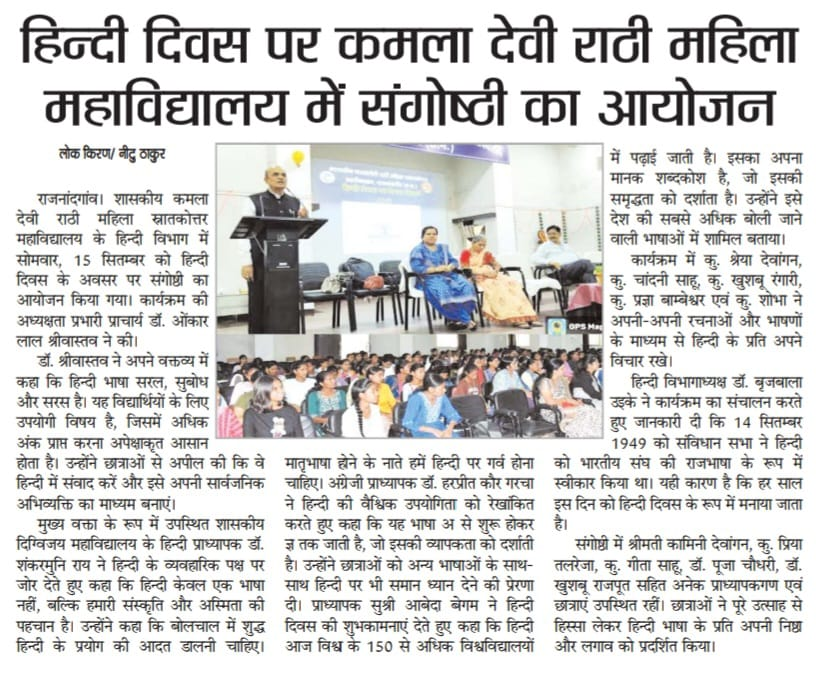 हिन्दी दिवस पर कमला देवी राठी महिला
महाविद्यालय में संगोष्ठी का आयोजन
लोक किरण/ नीटु ठाकुर
राजनांदगांव। शासकीय कमला
देवी राठी महिला स्नातकोत्तर
महाविद्यालय के हिन्दी विभाग में
सोमवार, 15 सितम्बर को हिन्दी
दिवस के अवसर पर संगोष्ठी का
आयोजन किया गया। कार्यक्रम की
अध्यक्षता प्रभारी प्राचार्य डॉ. ओंकार
लाल श्रीवास्तव ने की।
डॉ. श्रीवास्तव ने अपने वक्तव्य में
कहा कि हिन्दी भाषा सरल, सुबोध
और सरस है। यह विद्यार्थियों के लिए
उपयोगी विषय है, जिसमें अधिक
अंक प्राप्त करना अपेक्षाकृत आसान
होता है। उन्होंने छात्राओं से अपील की कि वे
हिन्दी में संवाद करें और इसे अपनी सार्वजनिक
अभिव्यक्ति का माध्यम बनाएं।
मुख्य वक्ता के रूप में उपस्थित शासकीय
दिग्विजय महाविद्यालय के हिन्दी प्राध्यापक डॉ.
शंकरमुनि राय ने हिन्दी के व्यवहारिक पक्ष पर
जोर देते हुए कहा कि हिन्दी केवल एक भाषा
नहीं, बल्कि हमारी संस्कृति और अस्मिता की
पहचान है। उन्होंने कहा कि बोलचाल में शुद्ध
हिन्दी के प्रयोग की आदत डालनी चाहिए।
हिन्दी दिवस
GPS Map
मातृभाषा होने के नाते हमें हिन्दी पर गर्व होना
चाहिए। अंग्रेजी प्राध्यापक डॉ. हरप्रीत कौर गरचा
ने हिन्दी की वैश्विक उपयोगिता को रेखांकित
करते हुए कहा कि यह भाषा अ से शुरू होकर
ज्ञ तक जाती है, जो इसकी व्यापकता को दर्शाती
है। उन्होंने छात्राओं को अन्य भाषाओं के साथ-
साथ हिन्दी पर भी समान ध्यान देने की प्रेरणा
दी। प्राध्यापक सुश्री आबेदा बेगम ने हिन्दी
दिवस की शुभकामनाएं देते हुए कहा कि हिन्दी
आज विश्व के 150 से अधिक विश्वविद्यालयों
में पढ़ाई जाती है। इसका अपना
मानक शब्दकोश है, जो इसकी
समृद्धता को दर्शाता है। उन्होंने इसे
देश की सबसे अधिक बोली जाने
वाली भाषाओं में शामिल बताया।
कार्यक्रम में कु. श्रेया देवांगन,
कु. चांदनी साहू, कु. खुशबू रंगारी,
कु. प्रज्ञा बाम्बेश्वर एवं कु. शोभा ने
अपनी-अपनी रचनाओं और भाषणों
के माध्यम से हिन्दी के प्रति अपने
विचार रखे।
हिन्दी विभागाध्यक्ष डॉ. बृजबाला
उइके ने कार्यक्रम का संचालन करते
हुए जानकारी दी कि 14 सितम्बर
1949 को संविधान सभा ने हिन्दी
को भारतीय संघ की राजभाषा के रूप में
स्वीकार किया था। यही कारण है कि हर साल
इस दिन को हिन्दी दिवस के रूप में मनाया जाता
है।
संगोष्ठी में श्रीमती कामिनी देवांगन, कु. प्रिया
तलरेजा, कु. गीता साहू, डॉ. पूजा चौधरी, डॉ.
खुशबू राजपूत सहित अनेक प्राध्यापकगण एवं
छात्राएं उपस्थित रहीं। छात्राओं ने पूरे उत्साह से
हिस्सा लेकर हिन्दी भाषा के प्रति अपनी निष्ठा
और लगाव को प्रदर्शित किया।